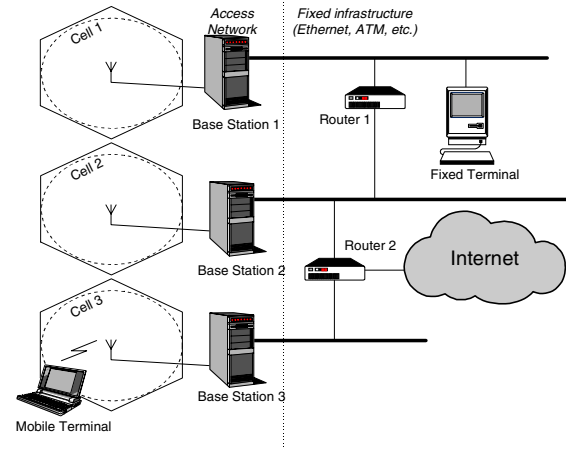 Access
Network
Fixed infrastructure
(Ethernet, ATM, etc.)
Cell 1
Base Station 1
Router 1
Fixed Terminal
Cell 2
Base Station 2
Router 2
Internet
Cell 3
Base Station 3
Mobile Terminal